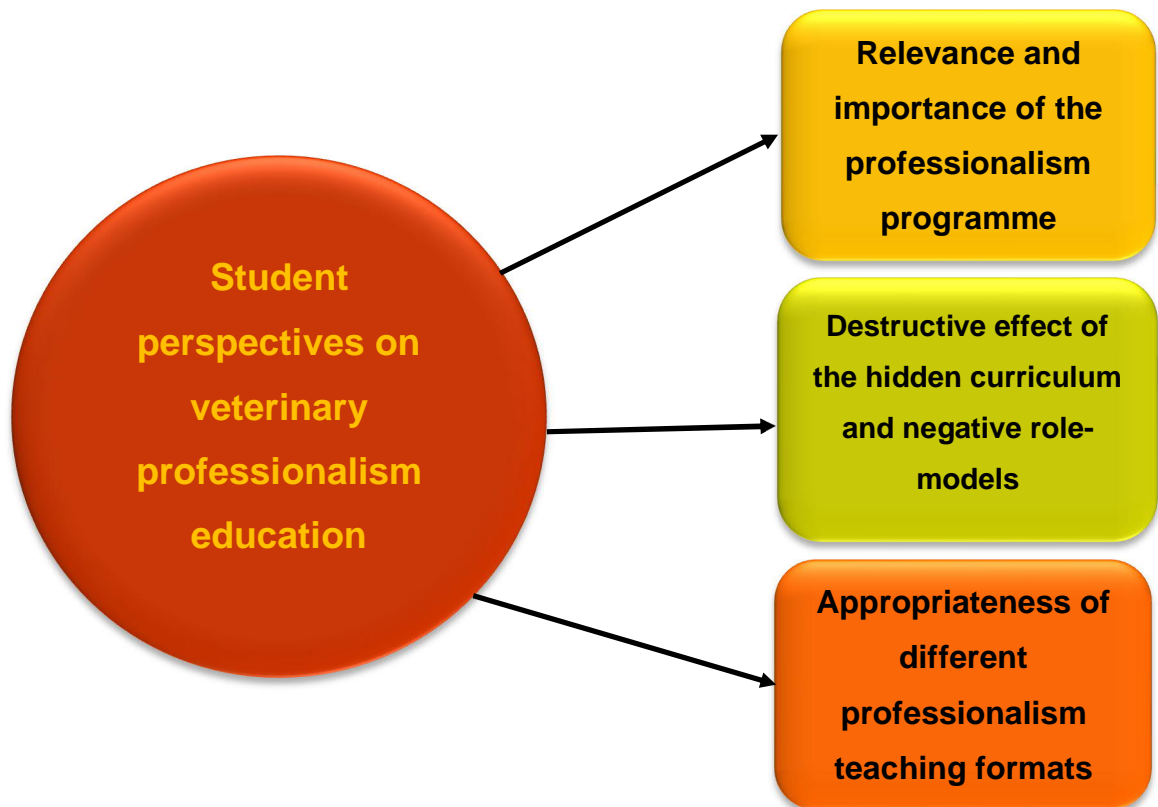 Student
perspectives on
veterinary
professionalism
education
Relevance and
importance of the
professionalism
programme
Destructive effect of
the hidden curriculum
and negative role-
models
Appropriateness of
different
professionalism
teaching formats